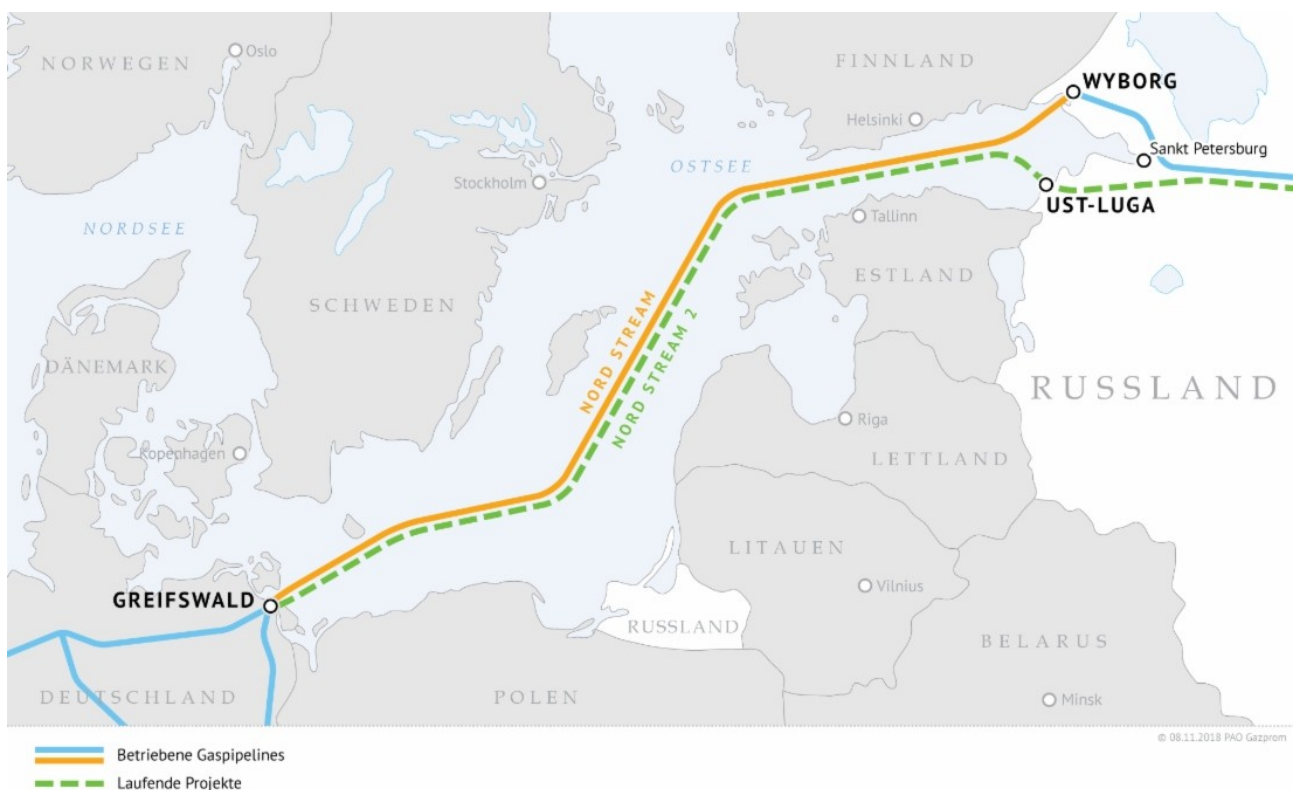 NORWEGEN
Oslo
FINNLAND
WYBORG
Helsinki
Sankt Petersburg
OSTSEE
Stockholm
UST-LUGA
NORDSEE
Tallinn
ESTLAND
SCHWEDEN
NORD STREAM
NORD STREAM 2
DÄNEMARK
RUSSLAND
Riga
Kopenhagen
LETTLAND
LITAUEN
Vilnius
GREIFSWALD
RUSSLAND
BELARUS
DEUTSCHLAND
POLEN
Minsk
© 08.11.2018 PAO Gazprom
Betriebene Gaspipelines
Laufende Projekte